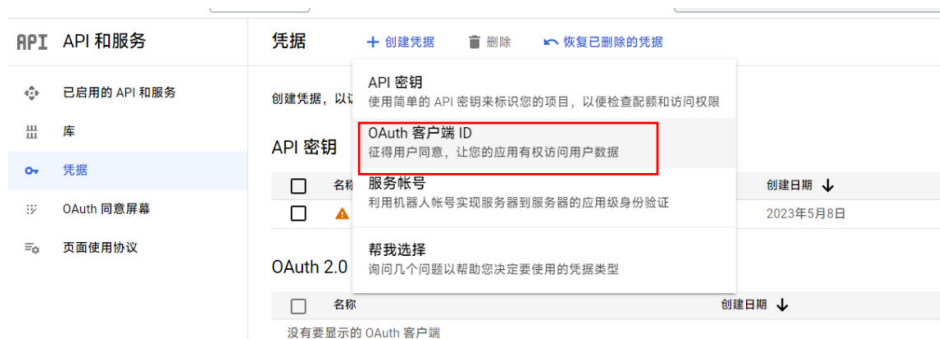 API API 和服务
凭据
创建凭据
删除
恢复已删除的凭据
已启用的 API 和服务
库
凭据
OAuth 同意屏幕
页面使用协议
创建凭据,以
API 密钥
使用简单的 API 密钥来标识您的项目,以便检查配额和访问权限
OAuth 客户端 ID
征得用户同意,让您的应用有权访问用户数据
服务帐号
利用机器人帐号实现服务器到服务器的应用级身份验证
帮我选择
询问几个问题以帮助您决定要使用的凭据类型
API 密钥
名称
创建日期
2023年5月8日
OAuth 2.0
名称
创建日期
没有要显示的 OAuth 客户端